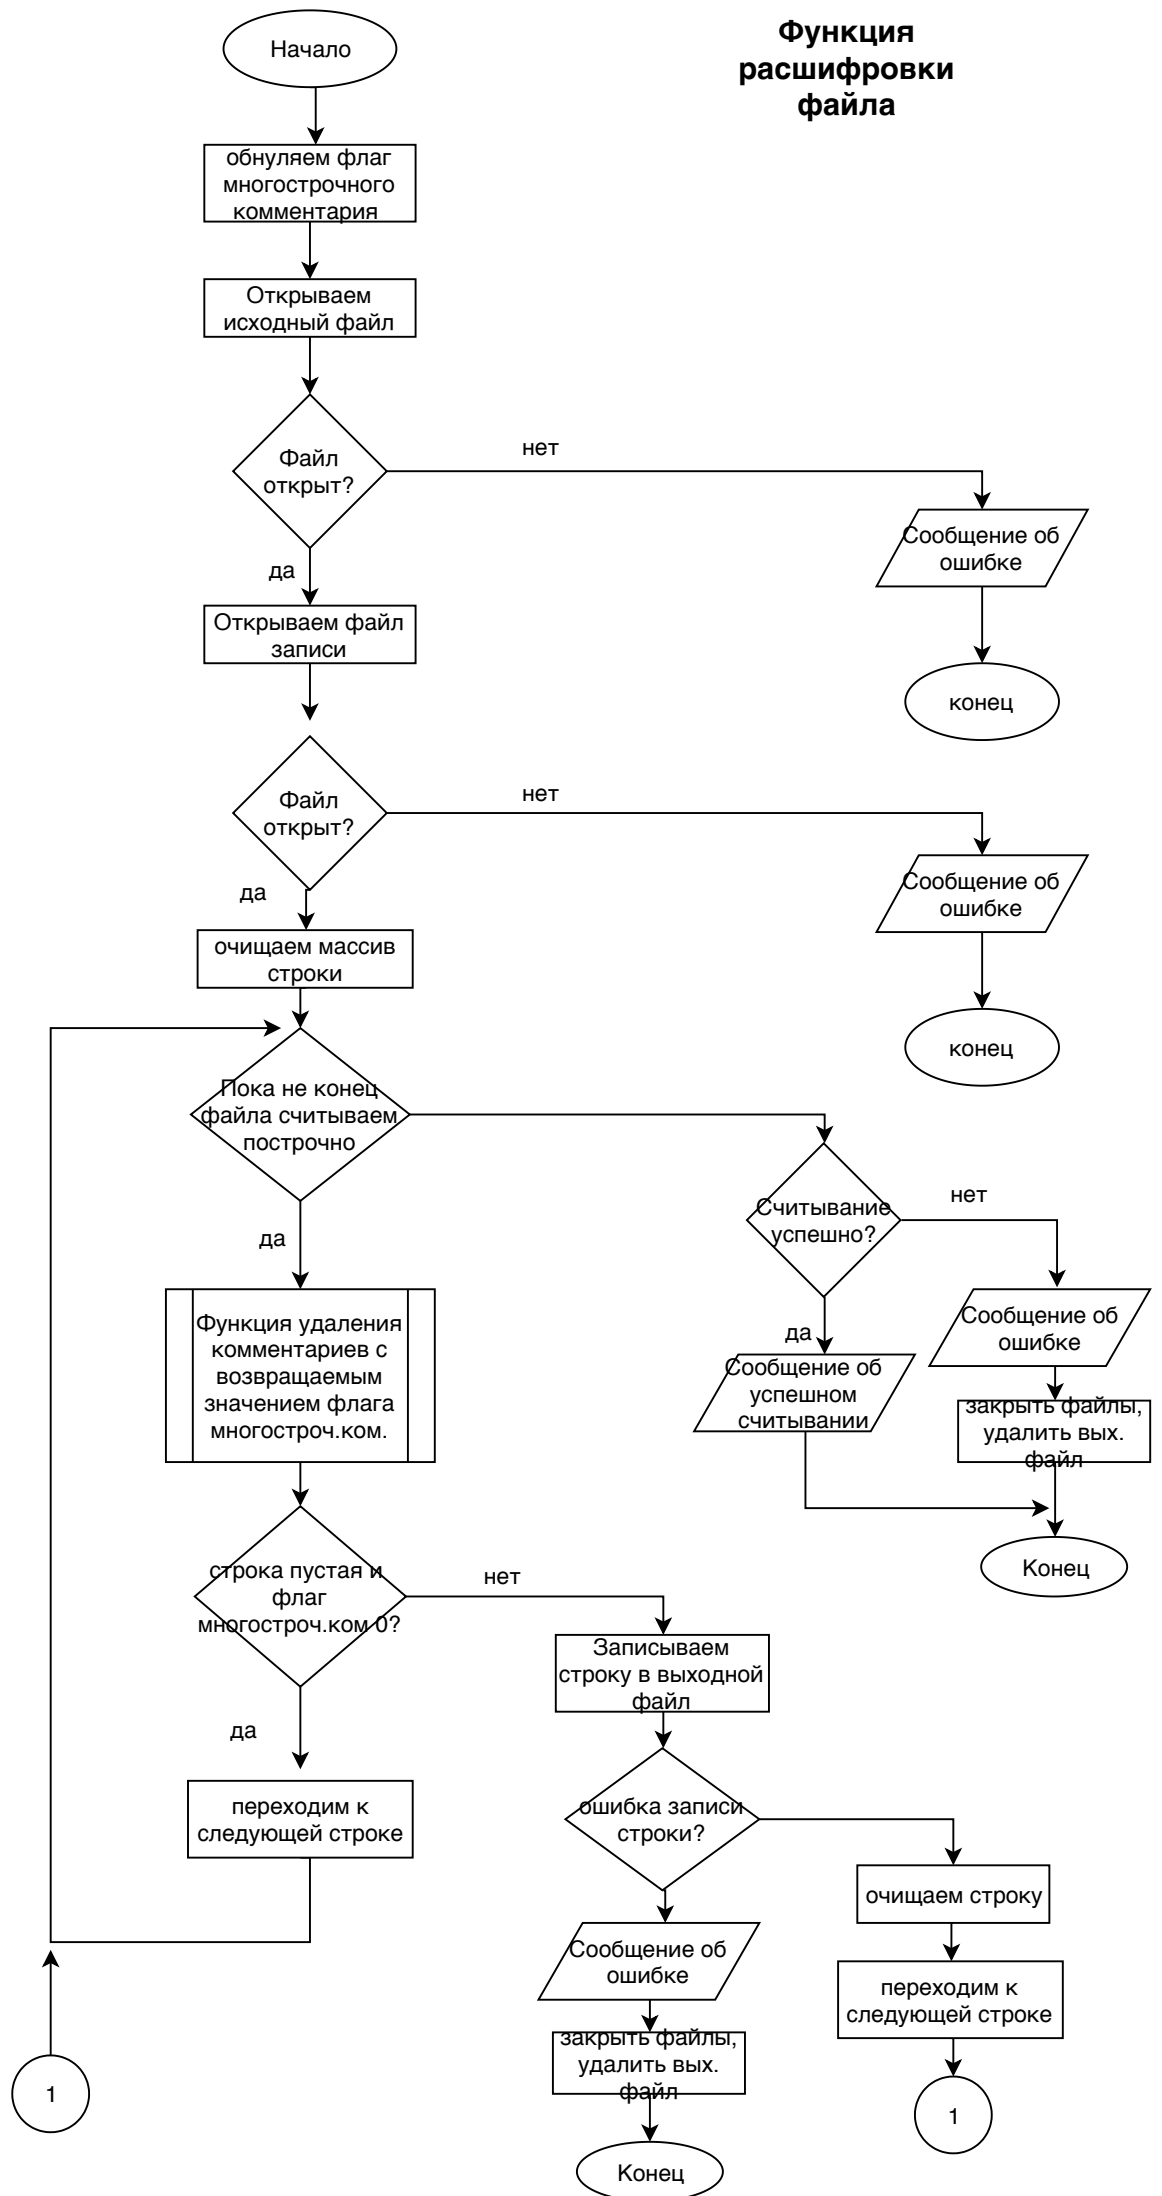 Функция
расшифровки
файла
Начало
обнуляем флаг
многострочного
комментария
Открываем
исходный файл
Файл
открыт?
нет
Сообщение об
ошибке
конец
да
Открываем файл
записи
Файл
открыт?
нет
Сообщение об
ошибке
конец
да
очищаем массив
строки
Пока не конец
файла считываем
построчно
Считывание
успешно?
нет
Сообщение об
ошибке
закрыть файлы,
удалить вых.
файл
да
Сообщение об
успешном
считывании
Конец
да
Функция удаления
комментариев с
возвращаемым
значением флага
многостроч.ком.
строка пустая и
флаг
многостроч.ком 0?
нет
Записываем
строку в выходной
файл
да
переходим к
следующей строке
ошибка записи
строки?
очищаем строку
Сообщение об
ошибке
переходим к
следующей строке
закрыть файлы,
удалить вых.
файл
1
1
Конец